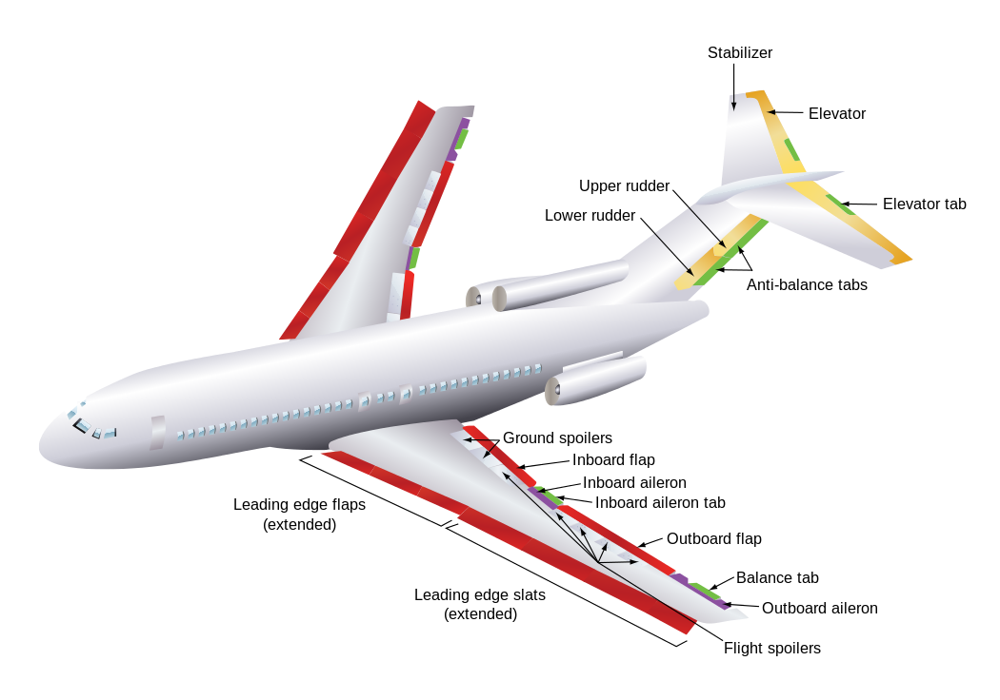 Stabilizer
Elevator
Upper rudder
Elevator tab
Lower rudder
Anti-balance tabs
Ground spoilers
Inboard flap
Inboard aileron
Inboard aileron tab
Leading edge flaps
(extended)
Outboard flap
Balance tab
Leading edge slats
(extended)
Outboard aileron
Flight spoilers